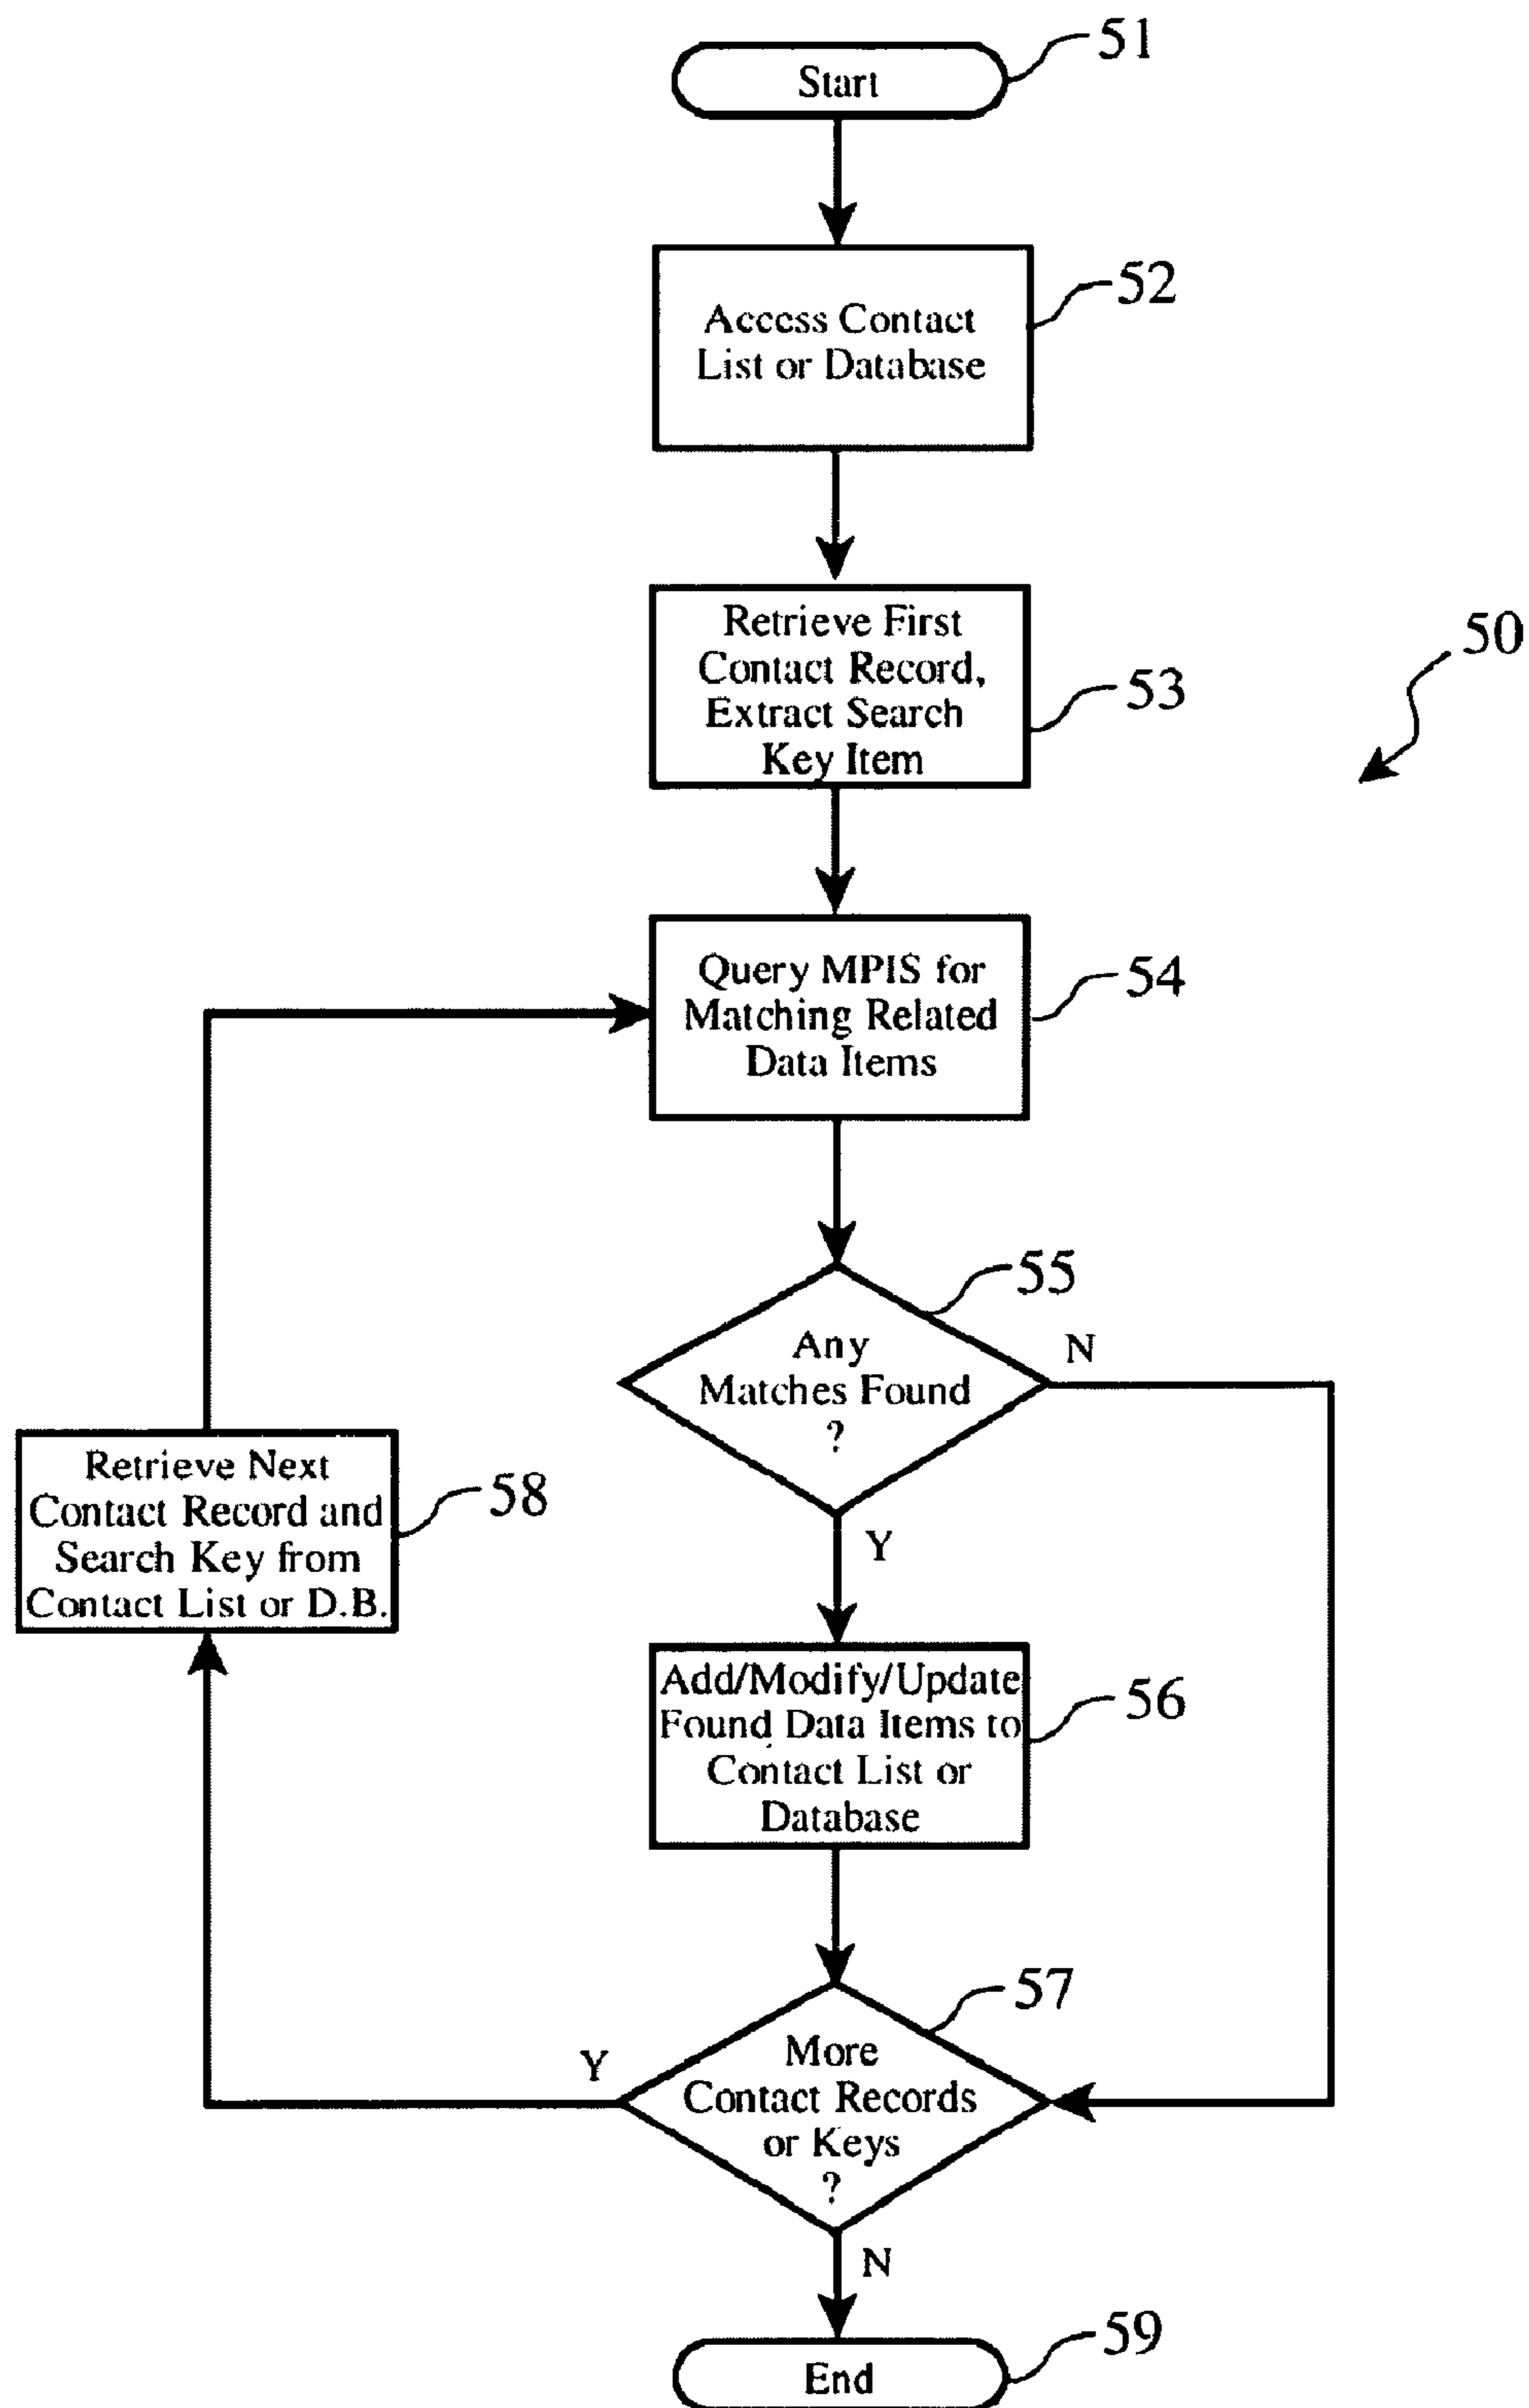 51
Start
52
Access Contact
List or Database
Retrieve First
Contact Record,
Extract Search
Key Item
53
50
Query MPIS for
Matching Related
Data Items
54
55
Any
Matches Found
?
N
Y
Retrieve Next
Contact Record and
Search Key from
Contact List or D.B.
58
Add/Modify/Update
Found Data Items to
Contact List or
Database
56
57
More
Contact Records
or Keys
?
Y
N
59
End